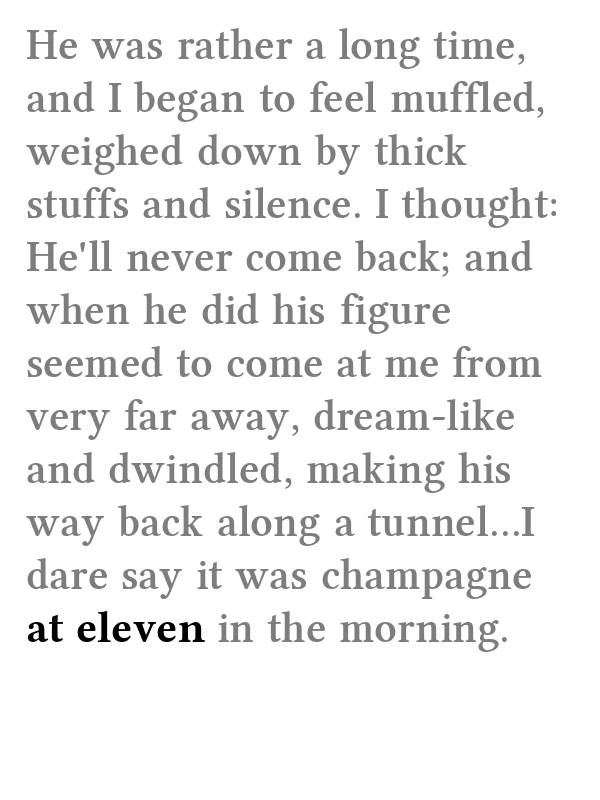 He was rather a long time,
and I began to feel muffled,
weighed down by thick
stuffs and silence. I thought:
He'll never come back; and
when he did his figure
seemed to come at me from
very far away, dream-like
and dwindled, making his
way back along a tunnel...I
dare say it was champagne
at eleven in the morning.